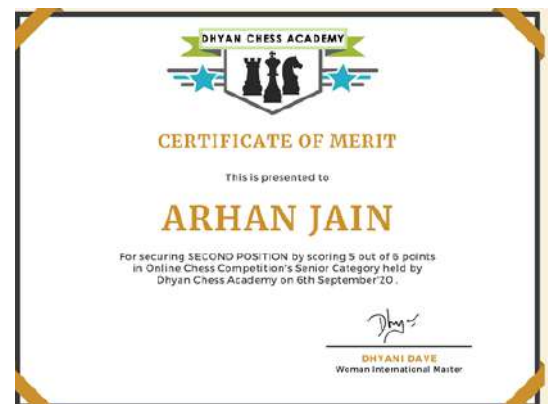 DHYAN CHESS ACADEMY
CERTIFICATE OF MERIT
This is presented to
ARHAN JAIN
For securing SECOND POSITION by scoring 5 out of 6 points
in Online Chess Competition's Senior Category held by
Dhyan Chess Academy on 6th September'20 .
DHYANI DAVE
Woman International Master